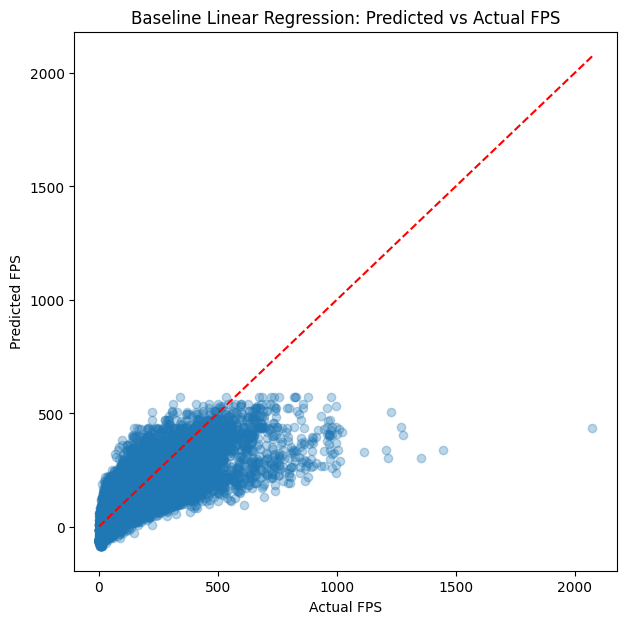 Baseline Linear Regression: Predicted vs Actual FPS
2000
1500
1000
500
0
Predicted FPS
0 500 1000 1500 2000
Actual FPS